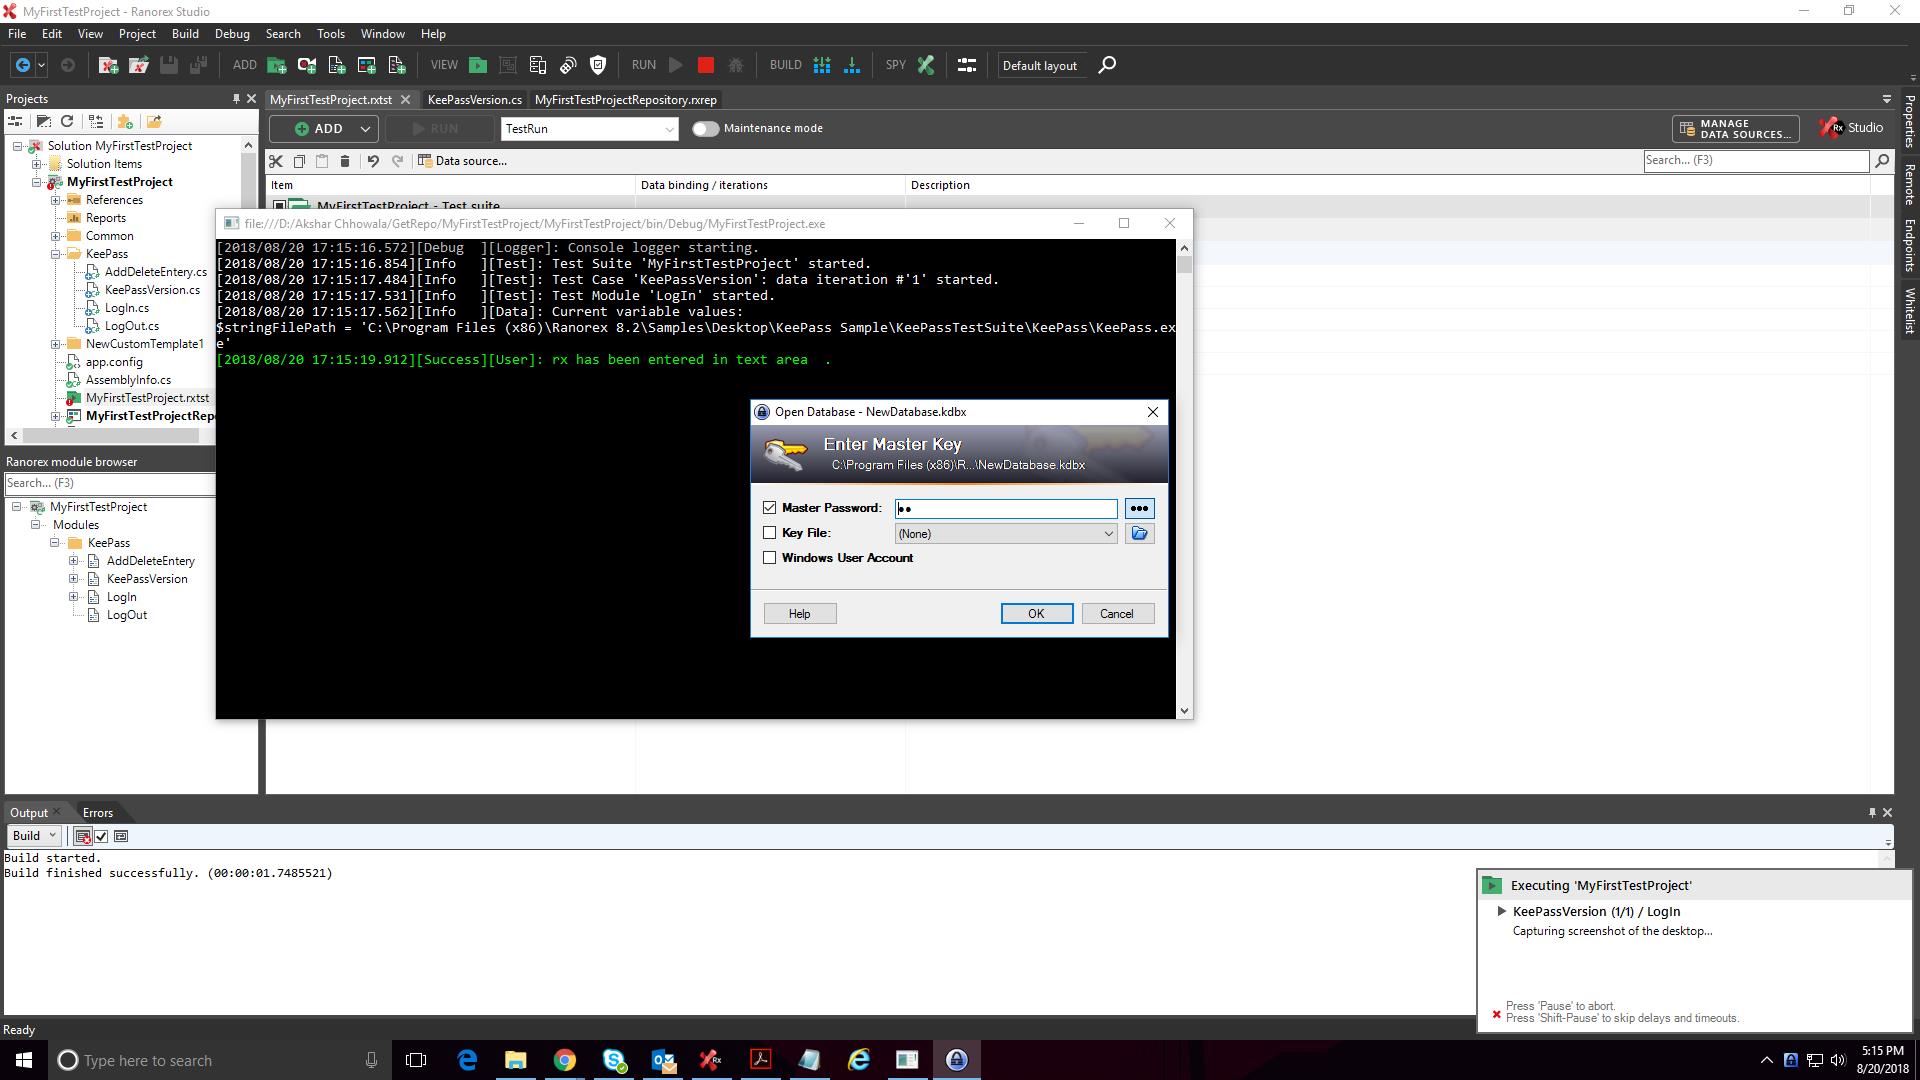 MyFirstTestProject - Ranorex Studio
File Edit View Project Build Debug Search Tools Window Help
ADD VIEW RUN BUILD SPY Default layout
Projects
MyFirstTestProject.rxtst KeePassVersion.cs MyFirstTestProjectRepository.rxrep
ADD RUN TestRun Maintenance mode MANAGE DATA SOURCES... Rx Studio
Data source... Search... (F3)
Item Data binding / iterations Description
MyFirstTestProject - Test suite
Solution MyFirstTestProject
Solution Items
MyFirstTestProject
References
Reports
Common
KeePass
AddDeleteEntery.cs
KeePassVersion.cs
LogIn.cs
LogOut.cs
NewCustomTemplate1
app.config
AssemblyInfo.cs
MyFirstTestProject.rxtst
MyFirstTestProjectRep
Ranorex module browser
Search... (F3)
MyFirstTestProject
Modules
KeePass
AddDeleteEntery
KeePassVersion
LogIn
LogOut
file:///D:/Akshar Chhowala/GetRepo/MyFirstTestProject/MyFirstTestProject/bin/Debug/MyFirstTestProject.exe
[2018/08/20 17:15:16.572][Debug  ][Logger]: Console logger starting.
[2018/08/20 17:15:16.854][Info   ][Test]: Test Suite 'MyFirstTestProject' started.
[2018/08/20 17:15:17.484][Info   ][Test]: Test Case 'KeePassVersion': data iteration #'1' started.
[2018/08/20 17:15:17.531][Info   ][Test]: Test Module 'LogIn' started.
[2018/08/20 17:15:17.562][Info   ][Data]: Current variable values:
$stringFilePath = 'C:\Program Files (x86)\Ranorex 8.2\Samples\Desktop\KeePass Sample\KeePassTestSuite\KeePass\KeePass.ex
e'
[2018/08/20 17:15:19.912][Success][User]: rx has been entered in text area  .
Open Database - NewDatabase.kdbx
Enter Master Key
C:\Program Files (x86)\R...\NewDatabase.kdbx
Master Password:
Key File: (None)
Windows User Account
Help OK Cancel
Properties
Remote
Endpoints
Whitelist
Output Errors
Build
Build started.
Build finished successfully. (00:00:01.7485521)
Executing 'MyFirstTestProject'
KeePassVersion (1/1) / LogIn
Capturing screenshot of the desktop...
Press 'Pause' to abort.
Press 'Shift-Pause' to skip delays and timeouts.
Ready
Type here to search
5:15 PM
8/20/2018